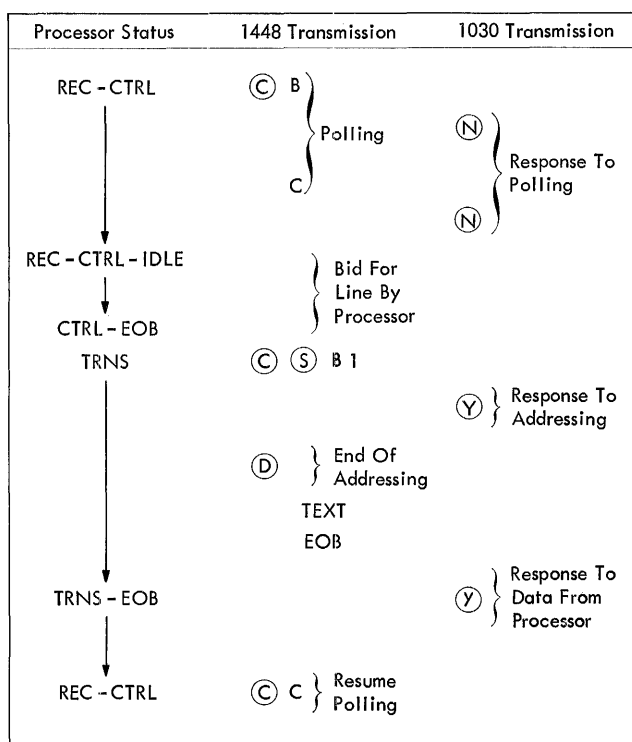 Processor Status 1448 Transmission 1030 Transmission
REC-CTRL Ⓒ B
Polling
Ⓝ
C
Response To
Polling
Ⓝ
REC-CTRL-IDLE
Bid For
Line By
Processor
CTRL-EOB
TRNS Ⓒ Ⓢ B 1
Ⓨ Response To
Addressing
Ⓓ End Of
Addressing
TEXT
EOB
TRNS-EOB
Ⓨ Response To
Data From
Processor
REC-CTRL Ⓒ C Resume
Polling